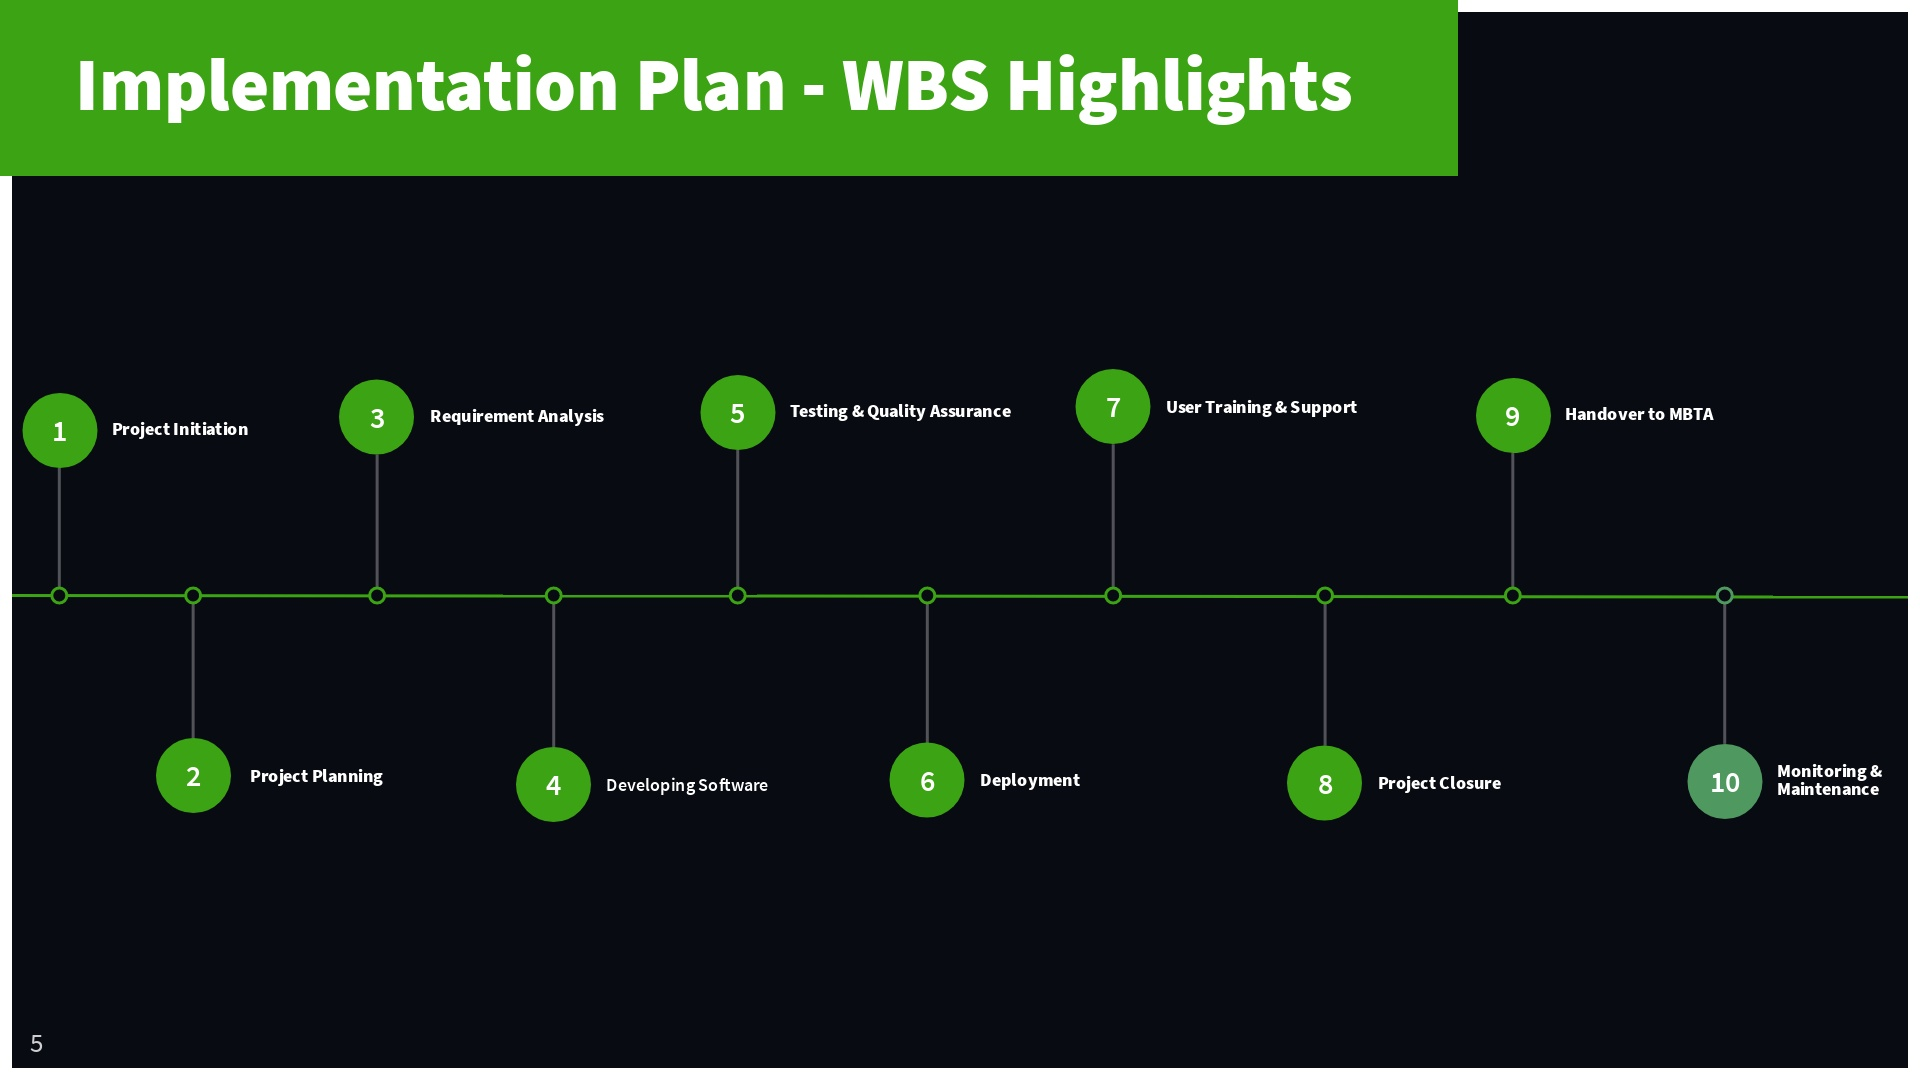 Implementation Plan - WBS Highlights
1
Project Initiation
2
Project Planning
3
Requirement Analysis
4
Developing Software
5
Testing & Quality Assurance
6
Deployment
7
User Training & Support
8
Project Closure
9
Handover to MBTA
10
Monitoring &
Maintenance
5